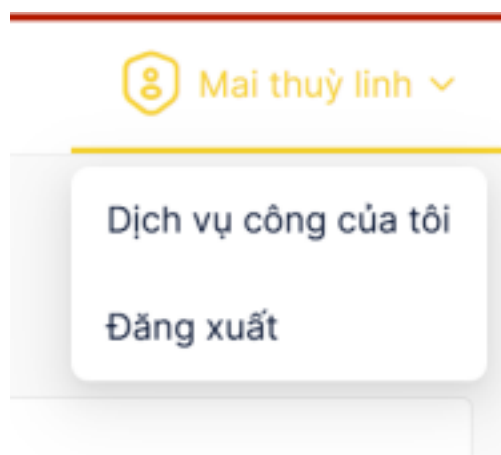 Mai thuỳ linh
Dịch vụ công của tôi
Đăng xuất